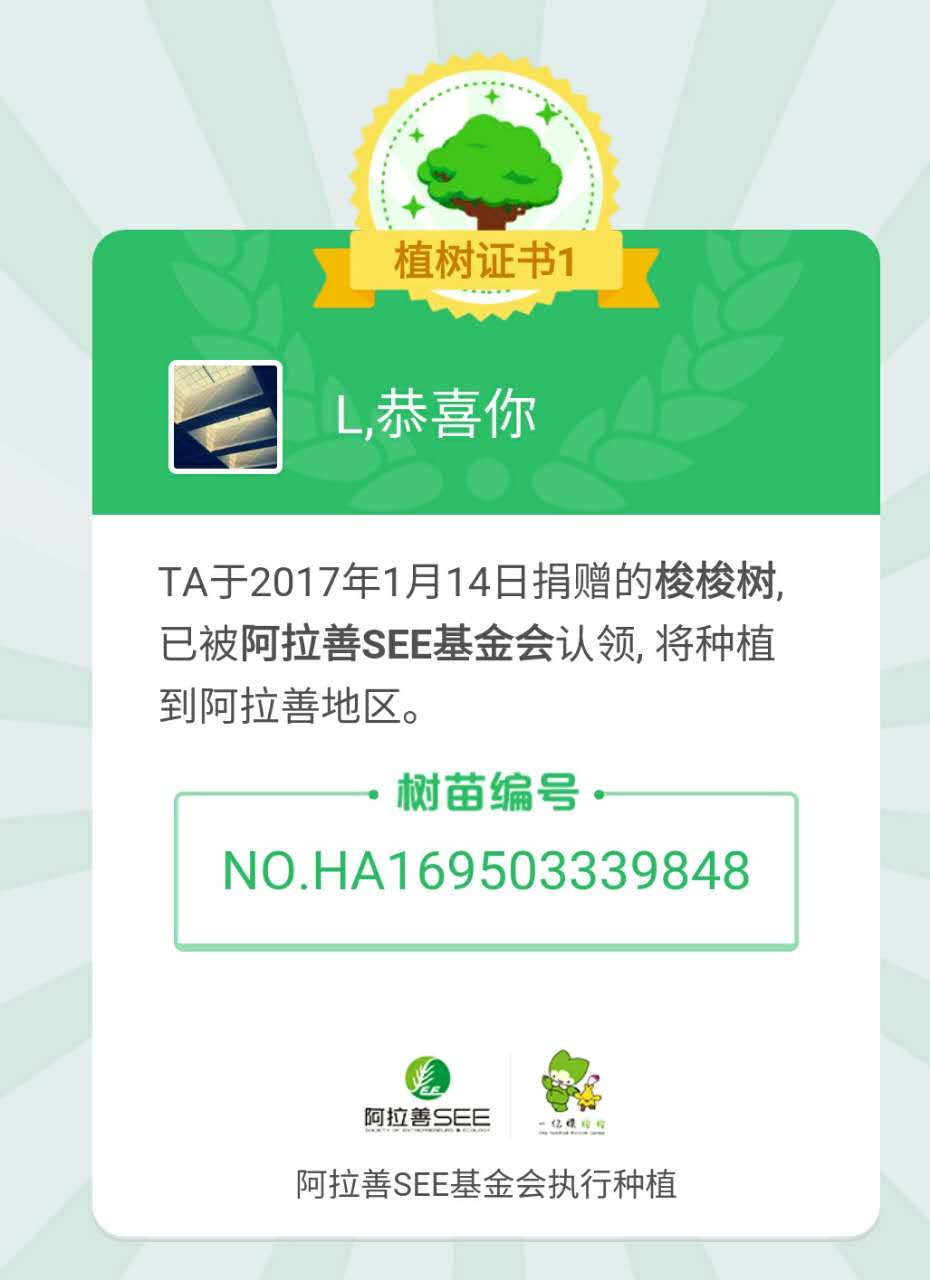 植树证书1
L,恭喜你
TA于2017年1月14日捐赠的梭梭树,
已被阿拉善SEE基金会认领, 将种植
到阿拉善地区。
树苗编号
NO.HA169503339848
SEE
阿拉善SEE
SOCIETY OF ENTREPRENEURS & ECOLOGY
一亿棵梭梭
阿拉善SEE基金会执行种植